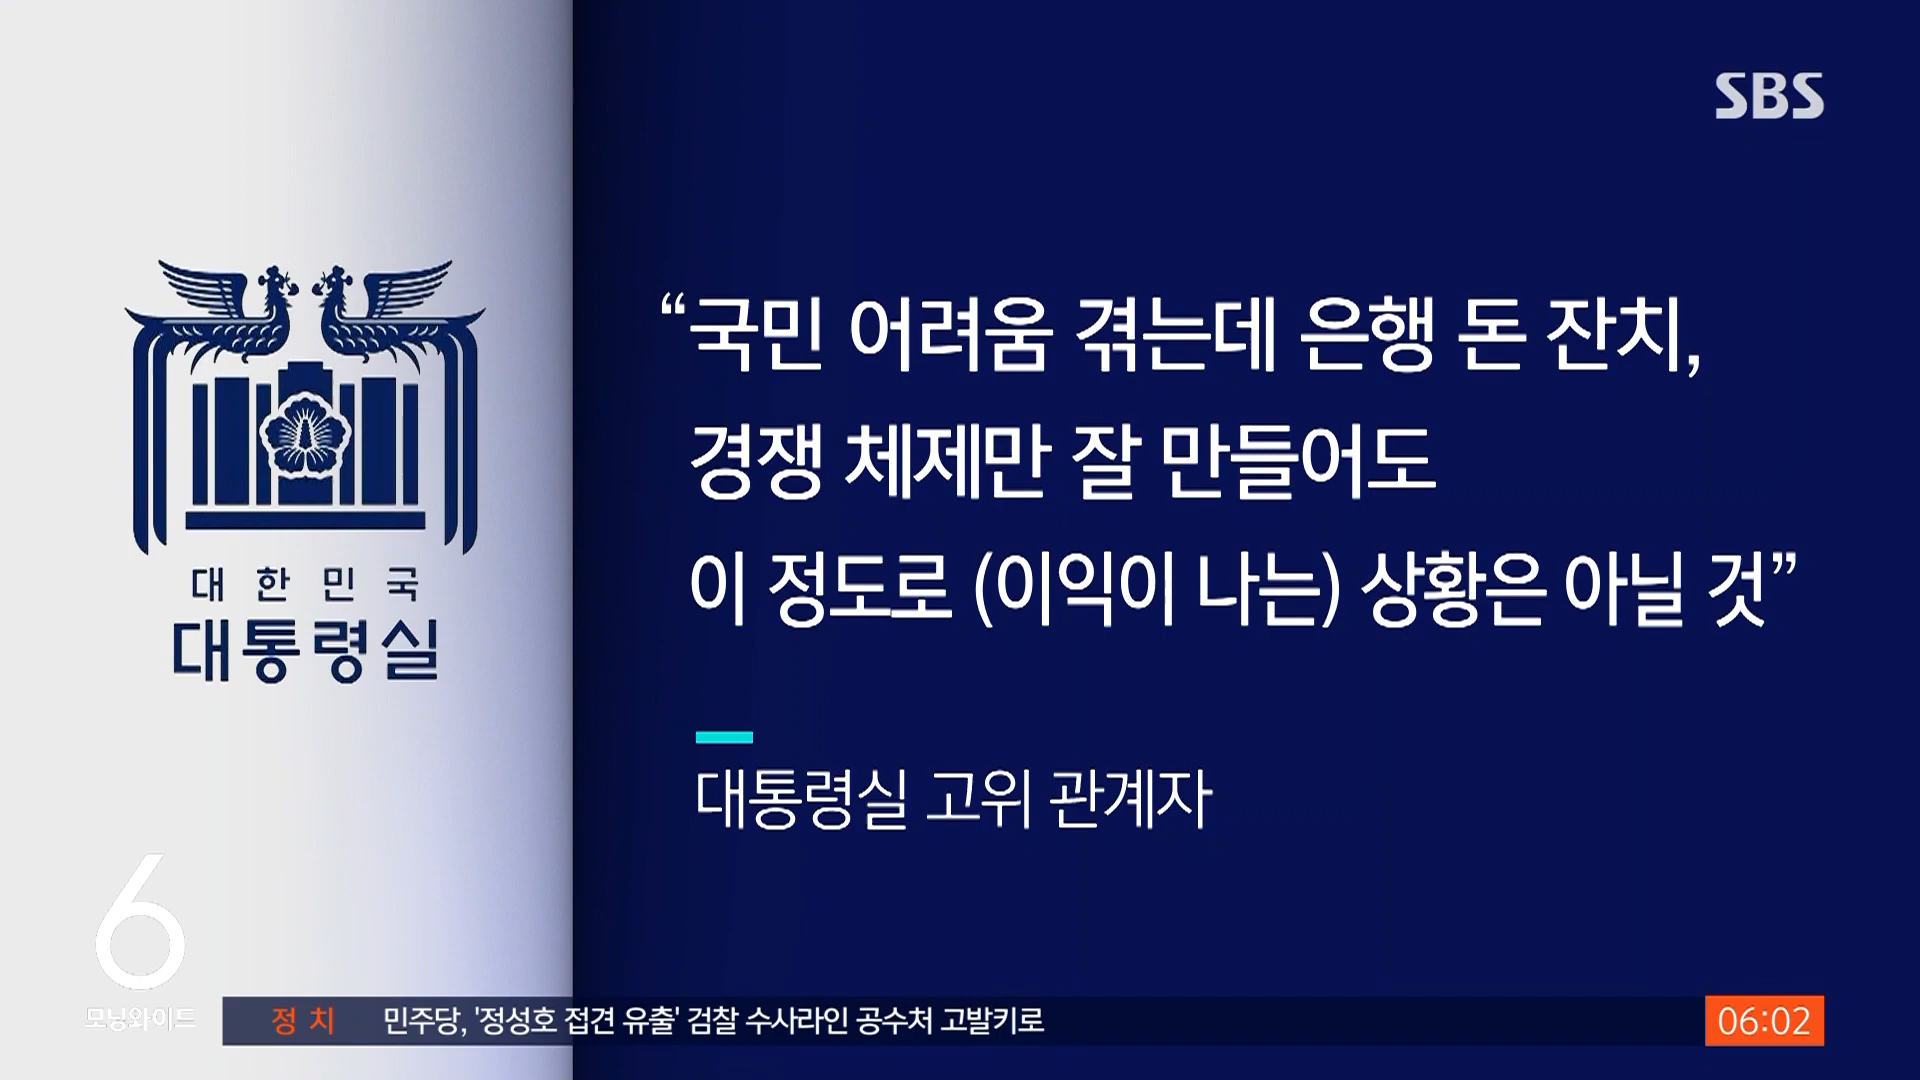 SBS
“국민 어려움 겪는데 은행 돈 잔치,
경쟁 체제만 잘 만들어도
이 정도로 (이익이 나는) 상황은 아닐 것”
대통령실 고위 관계자
대한민국
대통령실
6
모닝와이드
정치 민주당, '정성호 접견 유출' 검찰 수사라인 공수처 고발키로
06:02